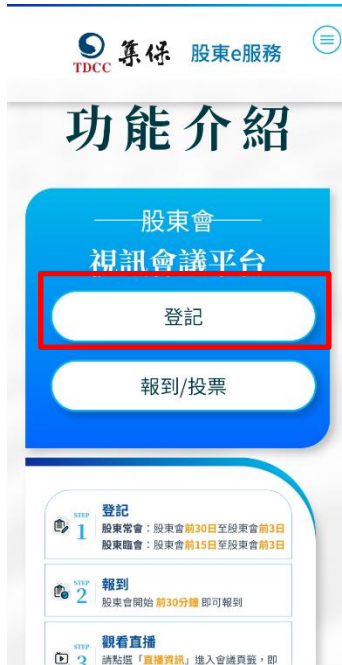 TDCC 集保 股東e服務
功能介紹
股東會
視訊會議平台
登記
報到/投票
STEP 1
登記
股東常會：股東會前30日至股東會前3日
股東臨會：股東會前15日至股東會前3日
STEP 2
報到
股東會開始 前30分鐘 即可報到
STEP 3
觀看直播
請點選「直播資訊」進入會議頁籤，即